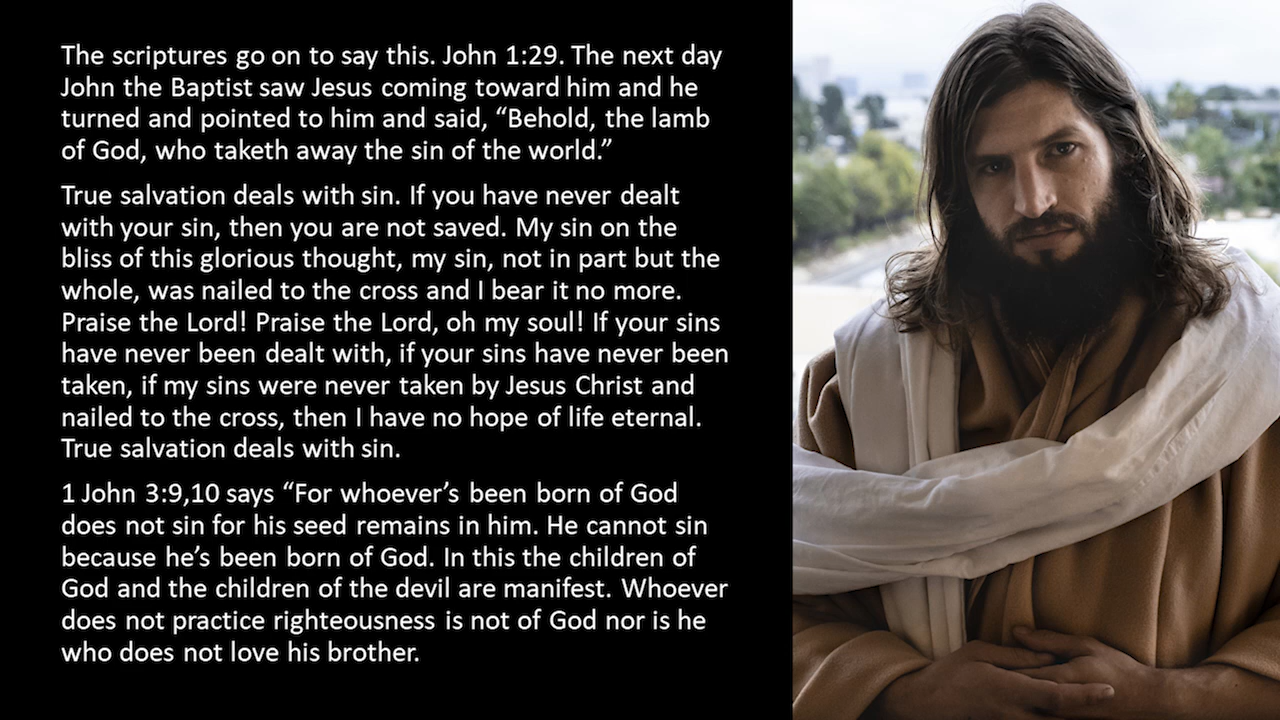 The scriptures go on to say this. John 1:29. The next day
John the Baptist saw Jesus coming toward him and he
turned and pointed to him and said, “Behold, the lamb
of God, who taketh away the sin of the world.”
True salvation deals with sin. If you have never dealt
with your sin, then you are not saved. My sin on the
bliss of this glorious thought, my sin, not in part but the
whole, was nailed to the cross and I bear it no more.
Praise the Lord! Praise the Lord, oh my soul! If your sins
have never been dealt with, if your sins have never been
taken, if my sins were never taken by Jesus Christ and
nailed to the cross, then I have no hope of life eternal.
True salvation deals with sin.
1 John 3:9,10 says “For whoever’s been born of God
does not sin for his seed remains in him. He cannot sin
because he’s been born of God. In this the children of
God and the children of the devil are manifest. Whoever
does not practice righteousness is not of God nor is he
who does not love his brother.